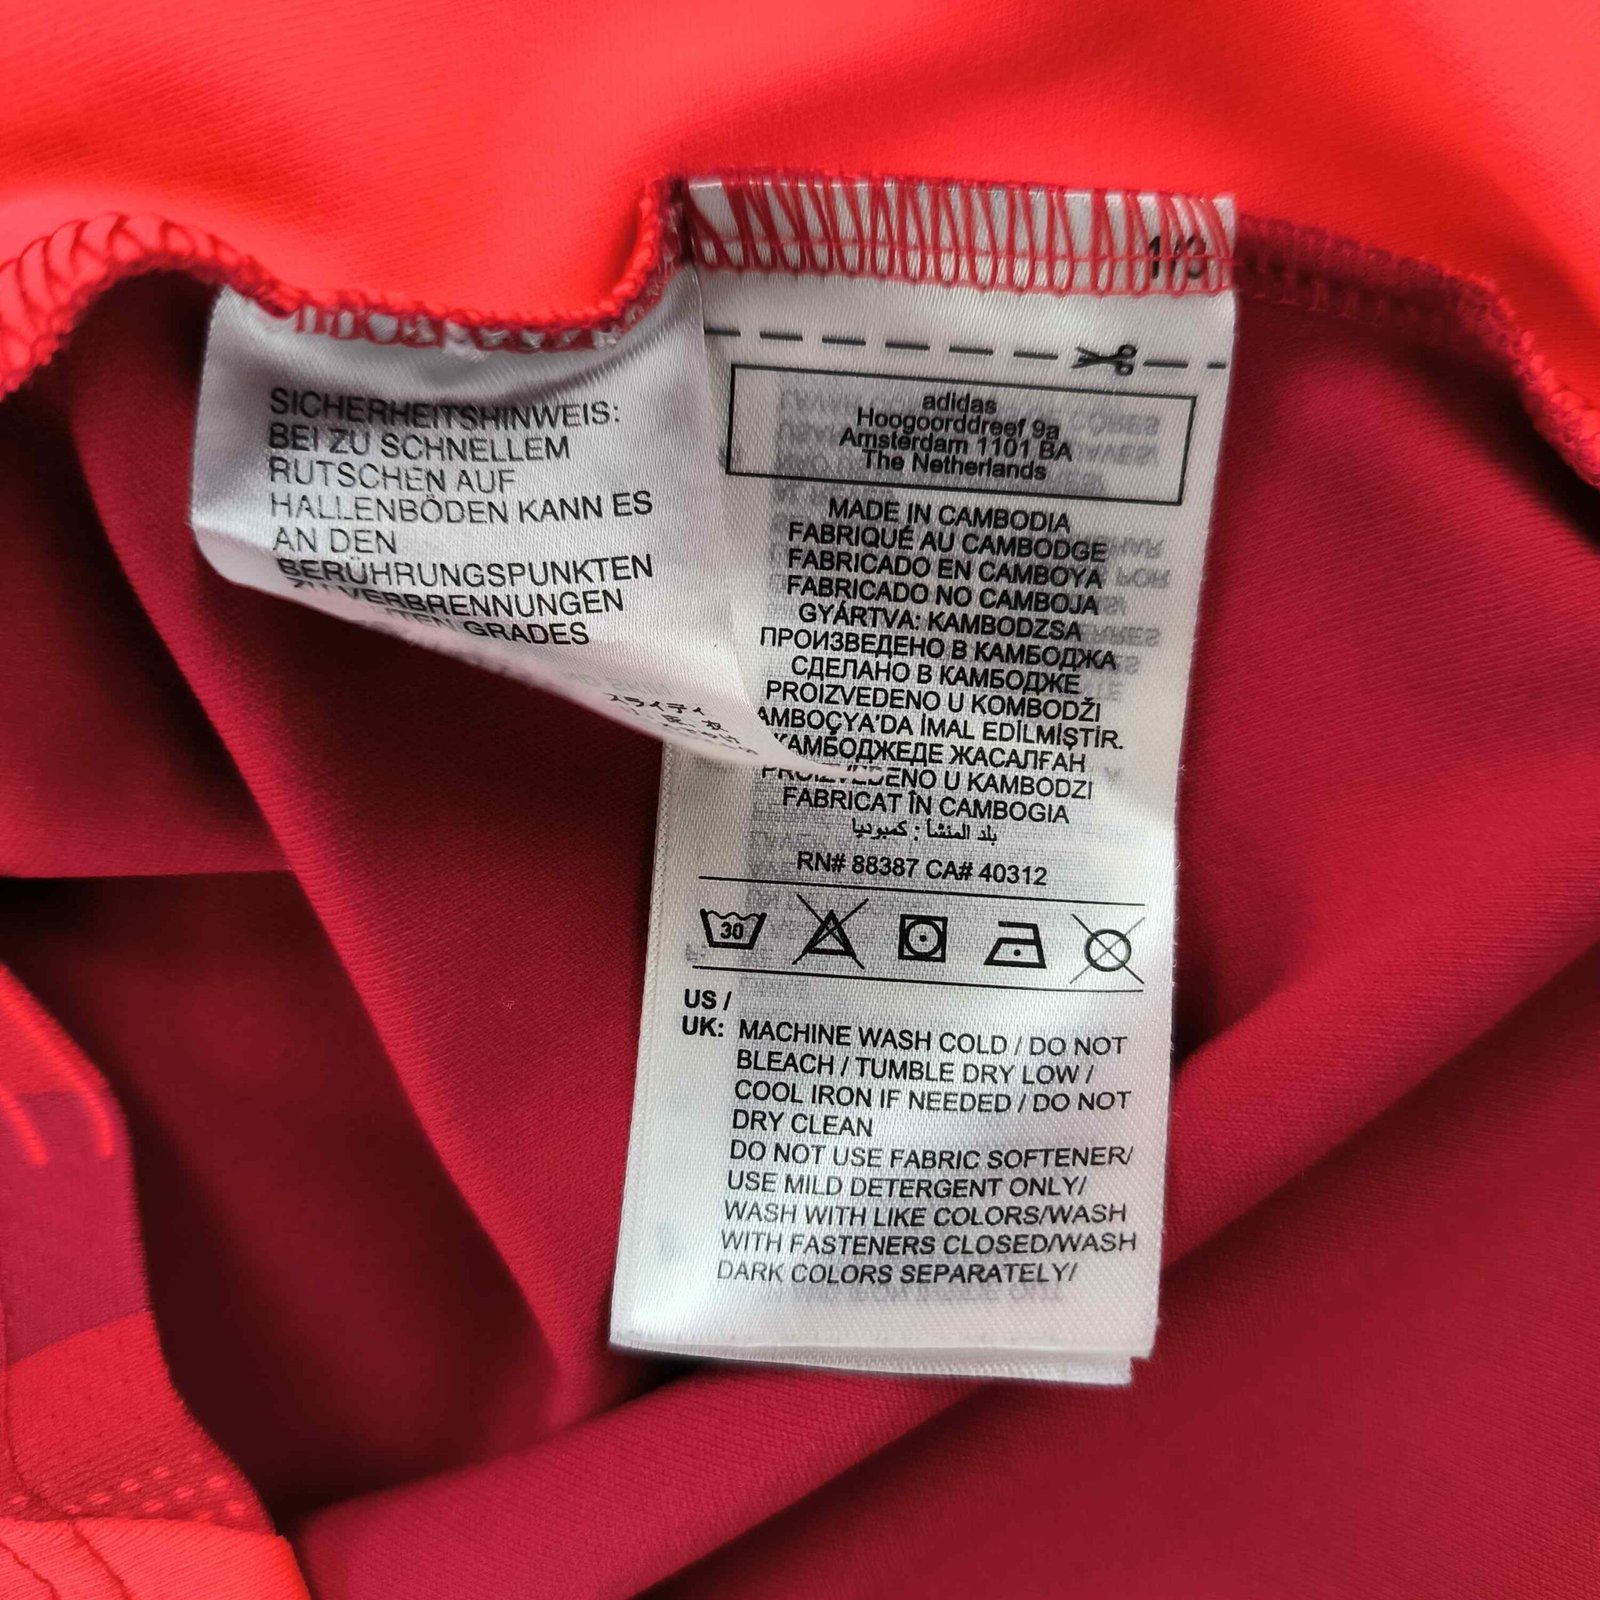 SICHERHEITSHINWEIS:
BEI ZU SCHNELLEM
RUTSCHEN AUF
HALLENBÖDEN KANN ES
AN DEN
BERÜHRUNGSPUNKTEN
ZU VERBRENNUNGEN
GRADES
adidas
Hoogoorddreef 9a
Amsterdam 1101 BA
The Netherlands
MADE IN CAMBODIA
FABRIQUÉ AU CAMBODGE
FABRICADO EN CAMBOYA
FABRICADO NO CAMBOJA
GYÁRTVA: KAMBODZSA
ПРОИЗВЕДЕНО В КАМБОДЖА
СДЕЛАНО В КАМБОДЖЕ
PROIZVEDENO U KOMBODŽI
AMBOÇYA'DA İMAL EDİLMİŞTİR.
КАМБОДЖЕДЕ ЖАСАЛҒАН
PROIZVEDENO U KAMBODZI
FABRICAT ÎN CAMBOGIA
بلد المنشأ : كمبوديا
RN# 88387 CA# 40312
30
US /
UK: MACHINE WASH COLD / DO NOT
BLEACH / TUMBLE DRY LOW /
COOL IRON IF NEEDED / DO NOT
DRY CLEAN
DO NOT USE FABRIC SOFTENER/
USE MILD DETERGENT ONLY/
WASH WITH LIKE COLORS/WASH
WITH FASTENERS CLOSED/WASH
DARK COLORS SEPARATELY/